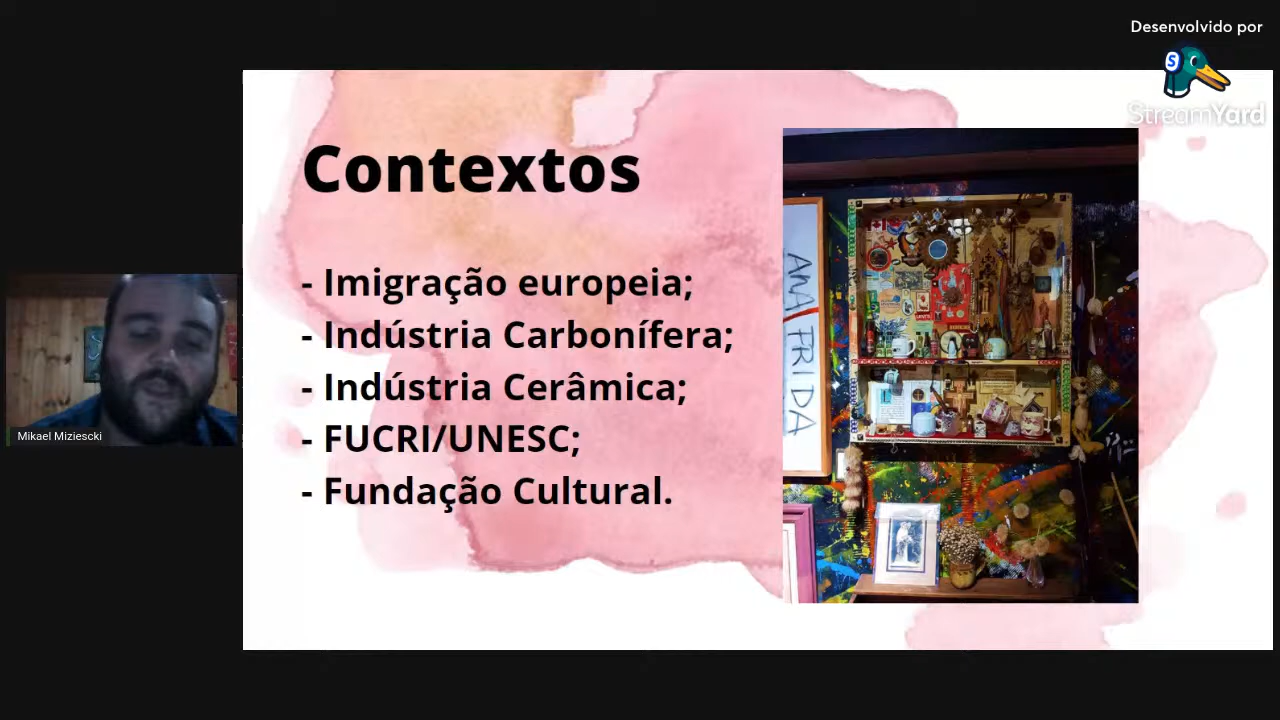 Desenvolvido por
StreamYard
Contextos
- Imigração europeia;
- Indústria Carbonífera;
- Indústria Cerâmica;
- FUCRI/UNESC;
- Fundação Cultural.
ANA FRIDA
Mikael Miziescki